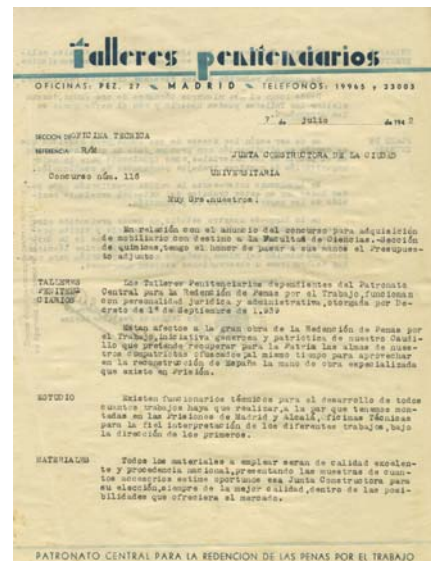 Talleres penitenciarios
OFICINAS: PEZ, 27 MADRID TELEFONOS: 19965 y 23003
7 de julio de 1942
SECCION DE OFICINA TECNICA
REFERENCIA R/M
JUNTA CONSTRUCTORA DE LA CIUDAD
Concurso núm. 116
UNIVERSITARIA
Muy Srs. nuestros:
En relación con el anuncio del concurso para adquisición
de mobiliario con destino a la Facultad de Ciencias.-Sección
de química, tengo el honor de pasar a sus manos el Presupues-
to adjunto.
TALLERES
PENITEN-
CIARIOS
Los Talleres Penitenciarios dependientes del Patronato
Central para la Redención de Penas por el Trabajo, funcionan
con personalidad jurídica y administrativa, otorgada por De-
creto de 1º de Septiembre de 1.939
Están afectos a la gran obra de la Redención de Penas por
el Trabajo, iniciativa generosa y patriótica de nuestro Caudi-
llo que pretende recuperar para la Patria las almas de nues-
tros compatriotas ofuscados, al mismo tiempo para aprovechar
en la reconstrucción de España la mano de obra especializada
que existe en Prisión.
ESTUDIO
Existen funcionarios técnicos para el desarrollo de todos
cuantos trabajos haya que realizar, a la par que tenemos mon-
tadas en las Prisiones de Madrid y Alcalá, Oficinas Técnicas
para la fiel interpretación de los diferentes trabajos, bajo
la dirección de los primeros.
MATERIALES
Todos los materiales a emplear seran de calidad excelen-
te y procedencia nacional, presentando las muestras de cuan-
tos accesorios estime oportunos esa Junta Constructora para
su elección, siempre de la mejor calidad, dentro de las posi-
bilidades que ofreciera el mercado.
PATRONATO CENTRAL PARA LA REDENCION DE LAS PENAS POR EL TRABAJO